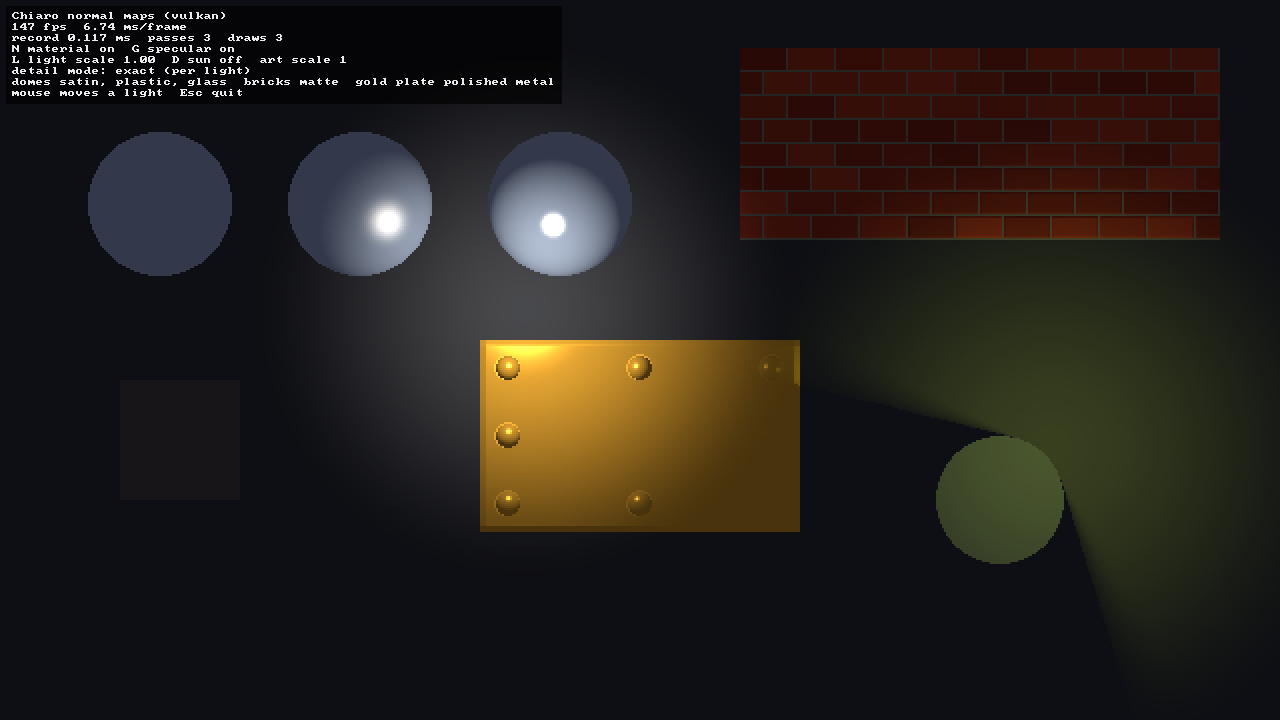 Chiaro normal maps (vulkan)
147 fps  6.74 ms/frame
record 0.117 ms  passes 3  draws 3
N material on  G specular on
L light scale 1.00  D sun off  art scale 1
detail mode: exact (per light)
domes satin, plastic, glass  bricks matte  gold plate polished metal
mouse moves a light  Esc quit